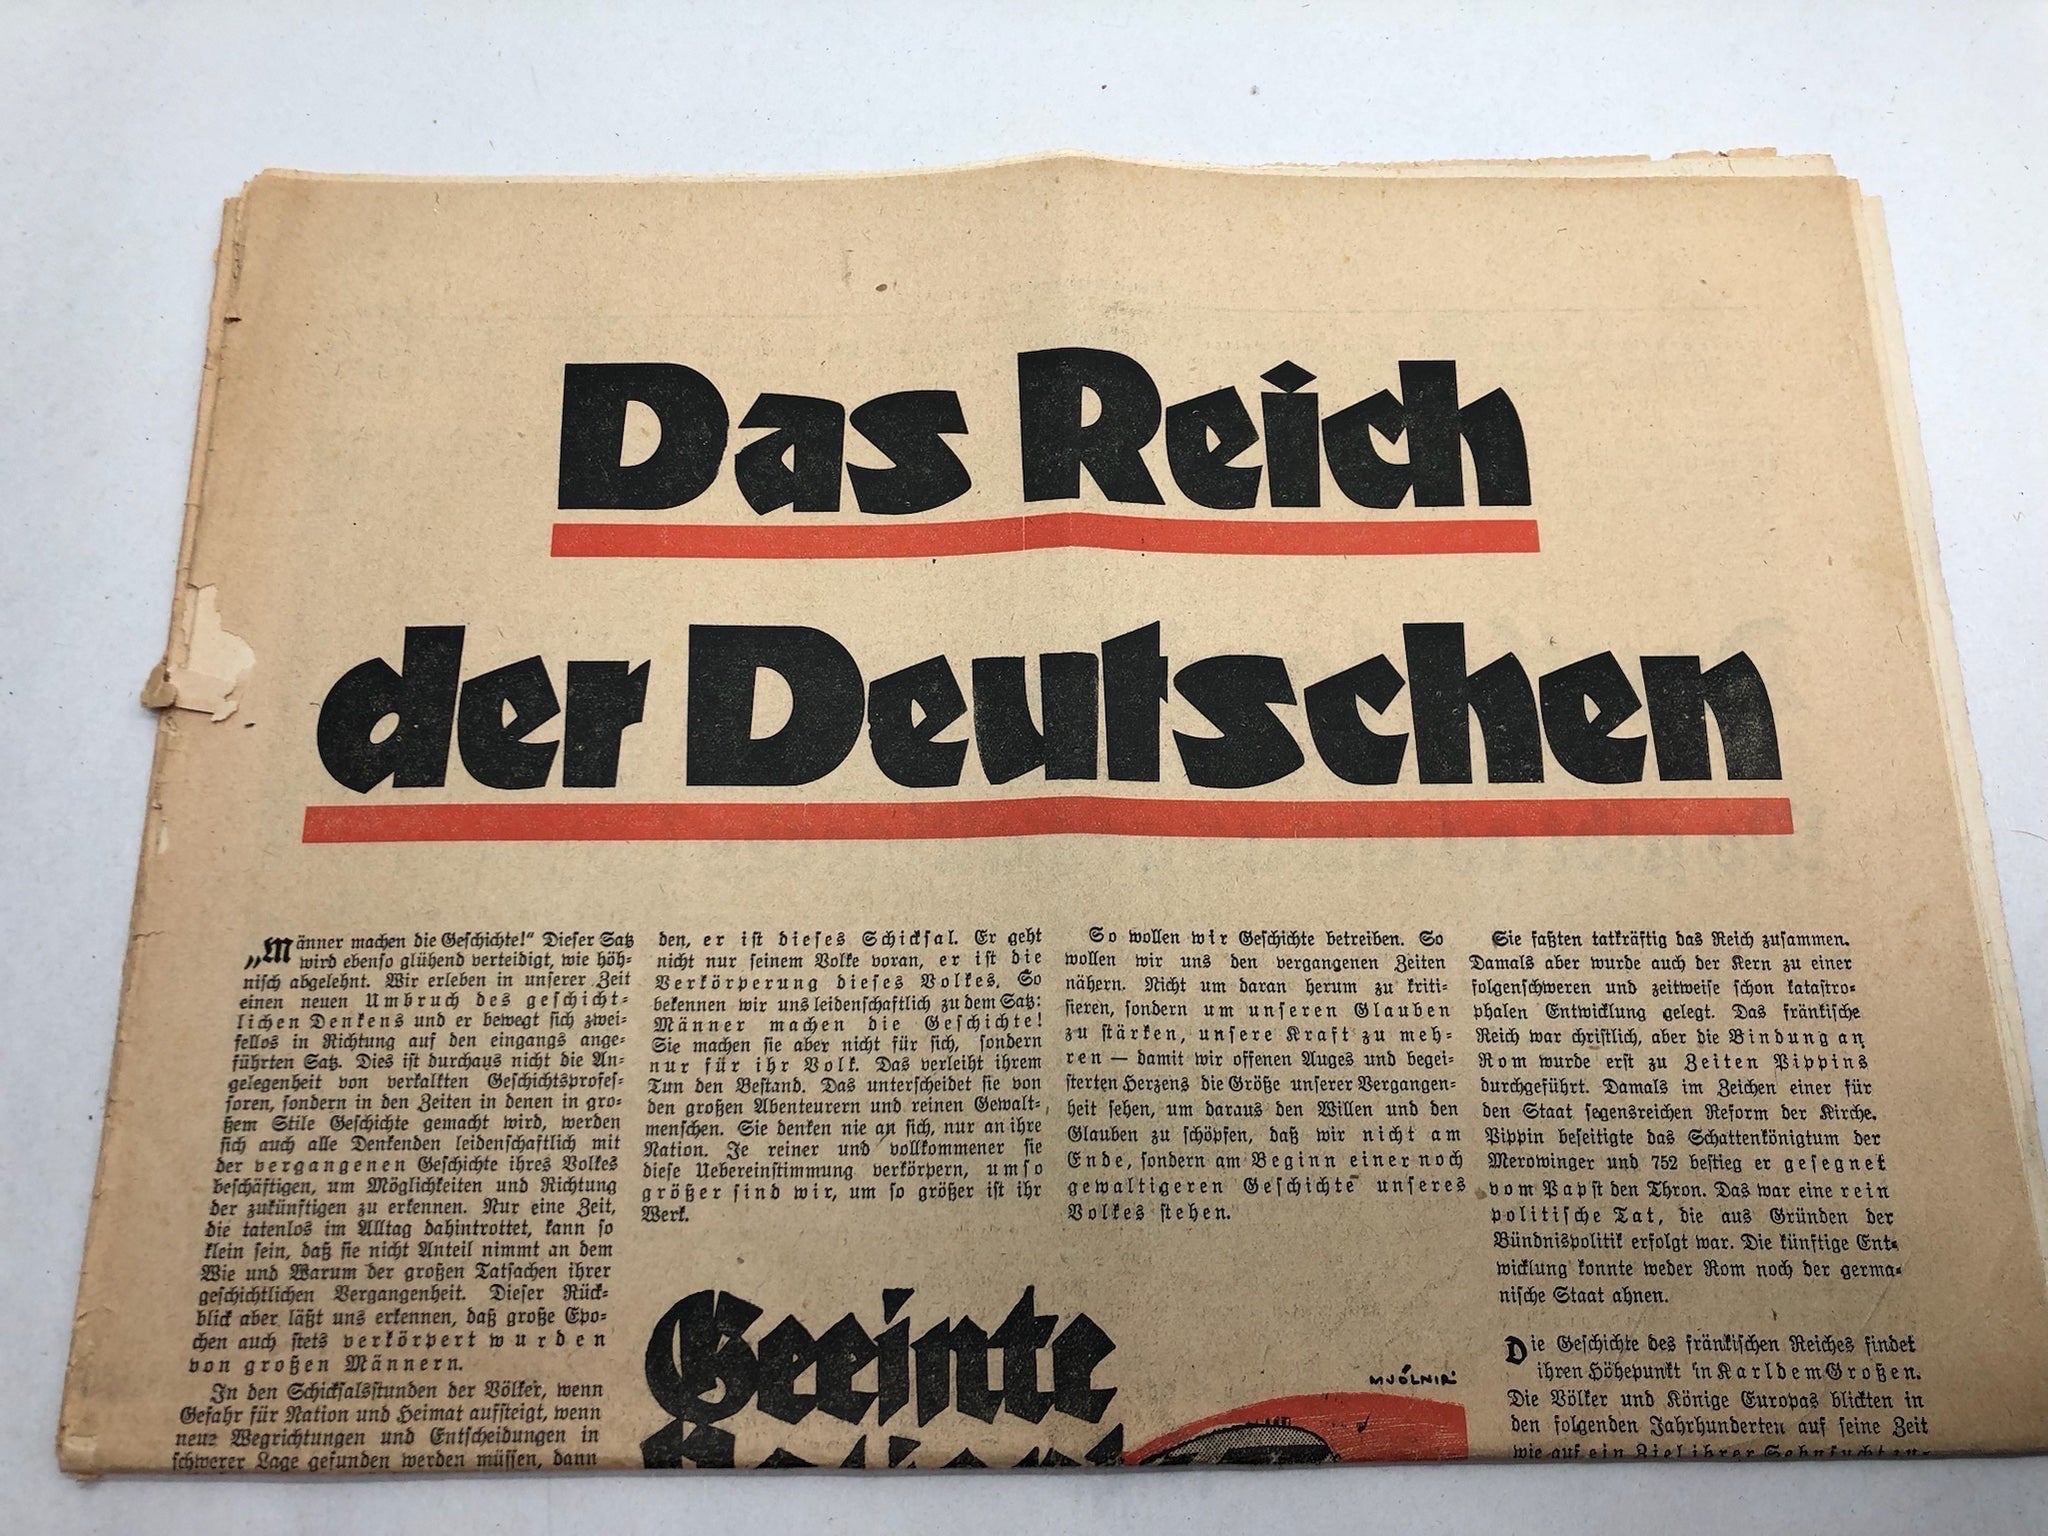 Das Reich
der Deutschen
„Männer machen die Geschichte!“ Dieser Satz
wird ebenso glühend verteidigt, wie höh-
nisch abgelehnt. Wir erleben in unserer Zeit
einen neuen Umbruch des geschicht-
lichen Denkens und er bewegt sich zwei-
fellos in Richtung auf den eingangs ange-
führten Satz. Dies ist durchaus nicht die An-
gelegenheit von verkalkten Geschichtsprofes-
soren, sondern in den Zeiten in denen in gro-
ßem Stile Geschichte gemacht wird, werden
sich auch alle Denkenden leidenschaftlich mit
der vergangenen Geschichte ihres Volkes
beschäftigen, um Möglichkeiten und Richtung
der zukünftigen zu erkennen. Nur eine Zeit,
die tatenlos im Alltag dahintrottet, kann so
klein sein, daß sie nicht Anteil nimmt an dem
Wie und Warum der großen Tatsachen ihrer
geschichtlichen Vergangenheit. Dieser Rück-
blick aber läßt uns erkennen, daß große Epo-
chen auch stets verkörpert wurden
von großen Männern.
In den Schicksalsstunden der Völker, wenn
Gefahr für Nation und Heimat aufsteigt, wenn
neue Wegrichtungen und Entscheidungen in
schwerer Lage gefunden werden müssen, dann
den, er ist dieses Schicksal. Er geht
nicht nur seinem Volke voran, er ist die
Verkörperung dieses Volkes. So
bekennen wir uns leidenschaftlich zu dem Satz:
Männer machen die Geschichte!
Sie machen sie aber nicht für sich, sondern
nur für ihr Volk. Das verleiht ihrem
Tun den Bestand. Das unterscheidet sie von
den großen Abenteurern und reinen Gewalt-
menschen. Sie denken nie an sich, nur an ihre
Nation. Je reiner und vollkommener sie
diese Uebereinstimmung verkörpern, umso
größer sind wir, um so größer ist ihr
Werk.
So wollen wir Geschichte betreiben. So
wollen wir uns den vergangenen Zeiten
nähern. Nicht um daran herum zu kriti-
sieren, sondern um unseren Glauben
zu stärken, unsere Kraft zu meh-
ren — damit wir offenen Auges und begei-
sterten Herzens die Größe unserer Vergangen-
heit sehen, um daraus den Willen und den
Glauben zu schöpfen, daß wir nicht am
Ende, sondern am Beginn einer noch
gewaltigeren Geschichte unseres
Volkes stehen.
Geeinte
MJÖLNIR
Sie faßten tatkräftig das Reich zusammen.
Damals aber wurde auch der Kern zu einer
folgenschweren und zeitweise schon katastro-
phalen Entwicklung gelegt. Das fränkische
Reich war christlich, aber die Bindung an
Rom wurde erst zu Zeiten Pippins
durchgeführt. Damals im Zeichen einer für
den Staat segensreichen Reform der Kirche.
Pippin beseitigte das Schattenkönigtum der
Merowinger und 752 bestieg er gesegnet
vom Papst den Thron. Das war eine rein
politische Tat, die aus Gründen der
Bündnispolitik erfolgt war. Die künftige Ent-
wicklung konnte weder Rom noch der germa-
nische Staat ahnen.
Die Geschichte des fränkischen Reiches findet
ihren Höhepunkt in Karl dem Großen.
Die Völker und Könige Europas blickten in
den folgenden Jahrhunderten auf seine Zeit
wie auf ein Ziel ihrer Sehnsucht zu-